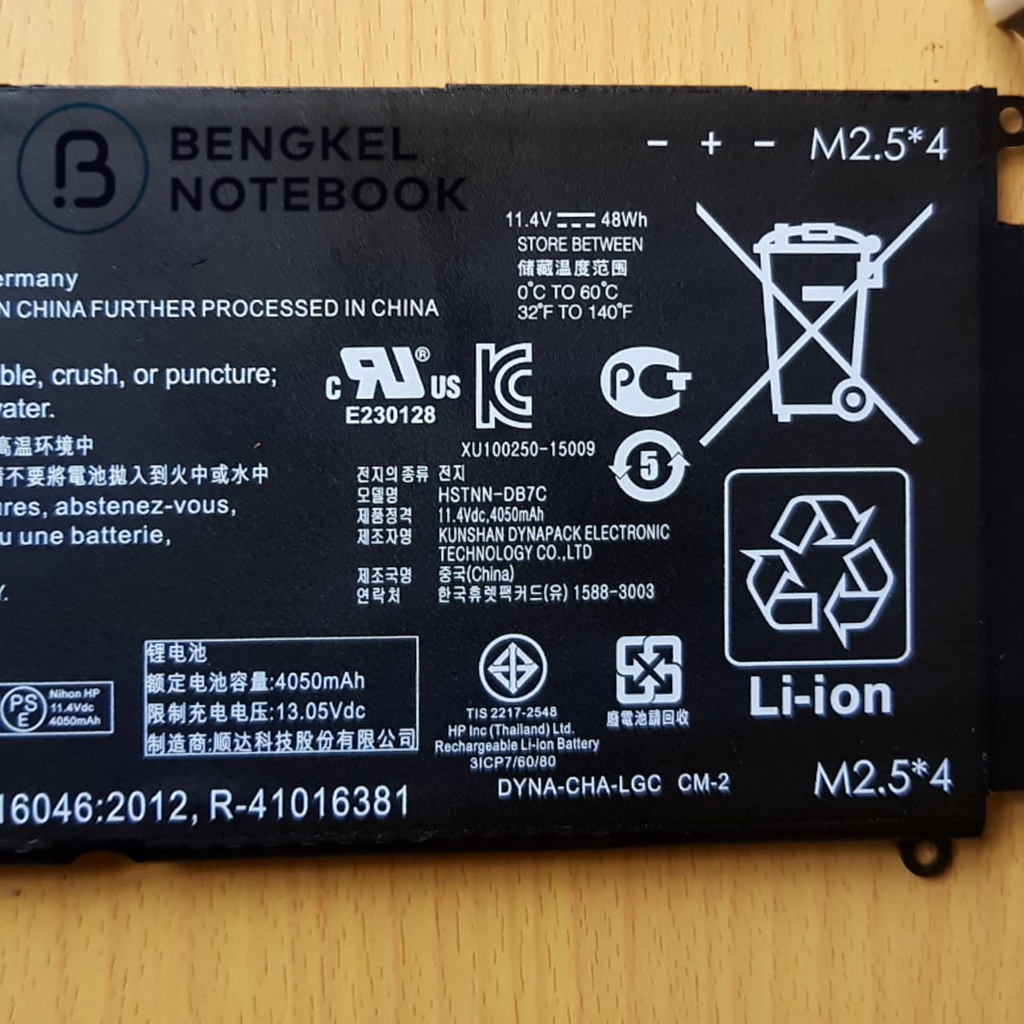 BENGKEL
NOTEBOOK
- + - M2.5*4
11.4V 48Wh
STORE BETWEEN
储藏温度范围
0°C TO 60°C
32°F TO 140°F
ermany
N CHINA FURTHER PROCESSED IN CHINA
ble, crush, or puncture;
vater.
高温环境中
不要將電池拋入到火中或水中
ures, abstenez-vous,
u une batterie,
Y.
c RU® US
E230128
KC
PCT
XU100250-15009
5
전지의종류 전지
모델명 HSTNN-DB7C
제품정격 11.4Vdc,4050mAh
제조자명 KUNSHAN DYNAPACK ELECTRONIC
TECHNOLOGY CO.,LTD
제조국명 중국(China)
연락처 한국휴렛팩커드(유) 1588-3003
PS
E
Nihon HP
11.4Vdc
4050mAh
锂电池
额定电池容量:4050mAh
限制充电电压:13.05Vdc
制造商:顺达科技股份有限公司
TIS 2217-2548
HP Inc (Thailand) Ltd.
Rechargeable Li-ion Battery
3ICP7/60/80
廢電池請回收
Li-ion
DYNA-CHA-LGC CM-2
M2.5*4
16046:2012, R-41016381